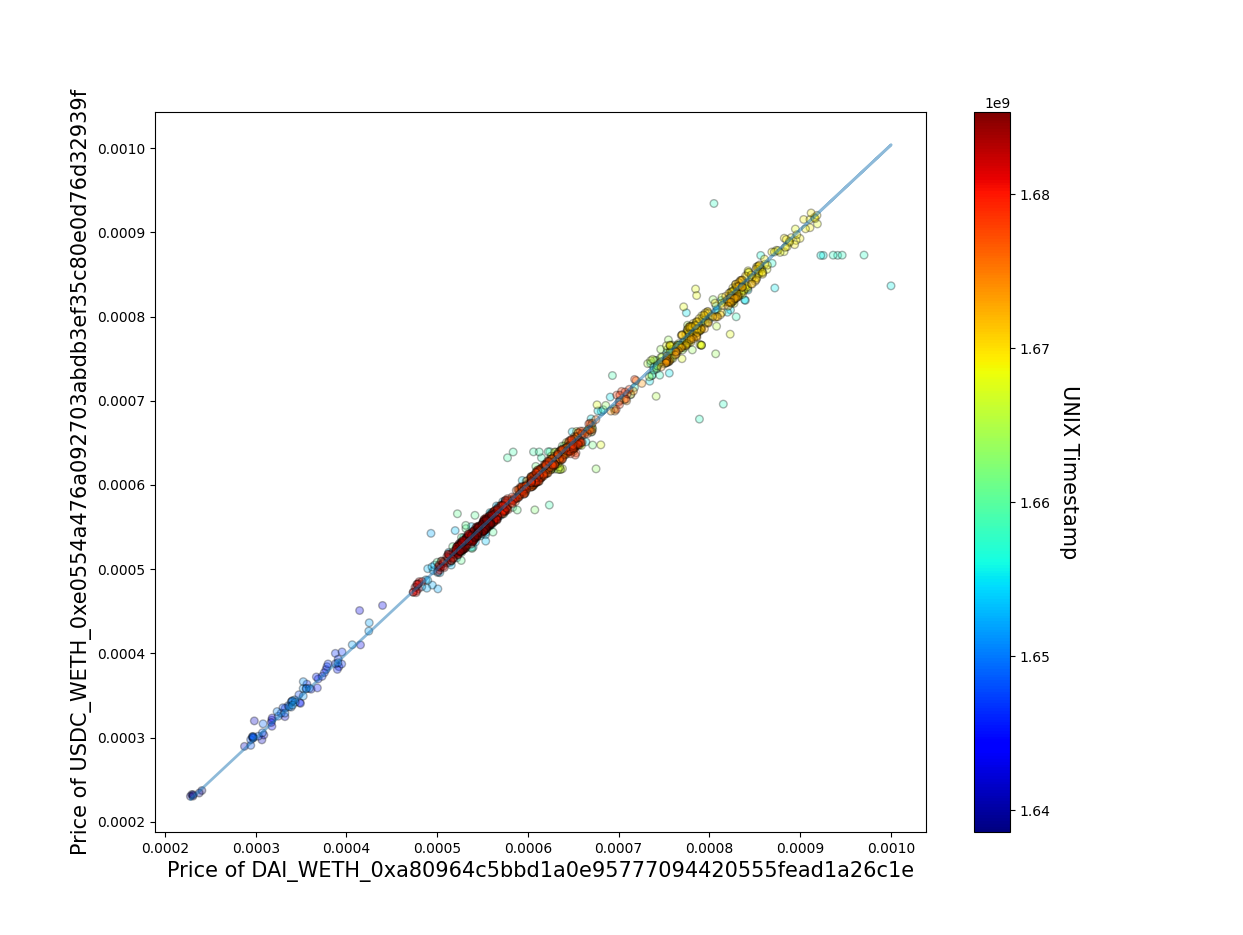 1e9
0.0010
0.0009
0.0008
0.0007
0.0006
0.0005
0.0004
0.0003
0.0002
Price of USDC_WETH_0xe0554a476a092703abdb3ef35c80e0d76d32939f
0.0002 0.0003 0.0004 0.0005 0.0006 0.0007 0.0008 0.0009 0.0010
Price of DAI_WETH_0xa80964c5bbd1a0e95777094420555fead1a26c1e
1.68
1.67
1.66
1.65
1.64
UNIX Timestamp